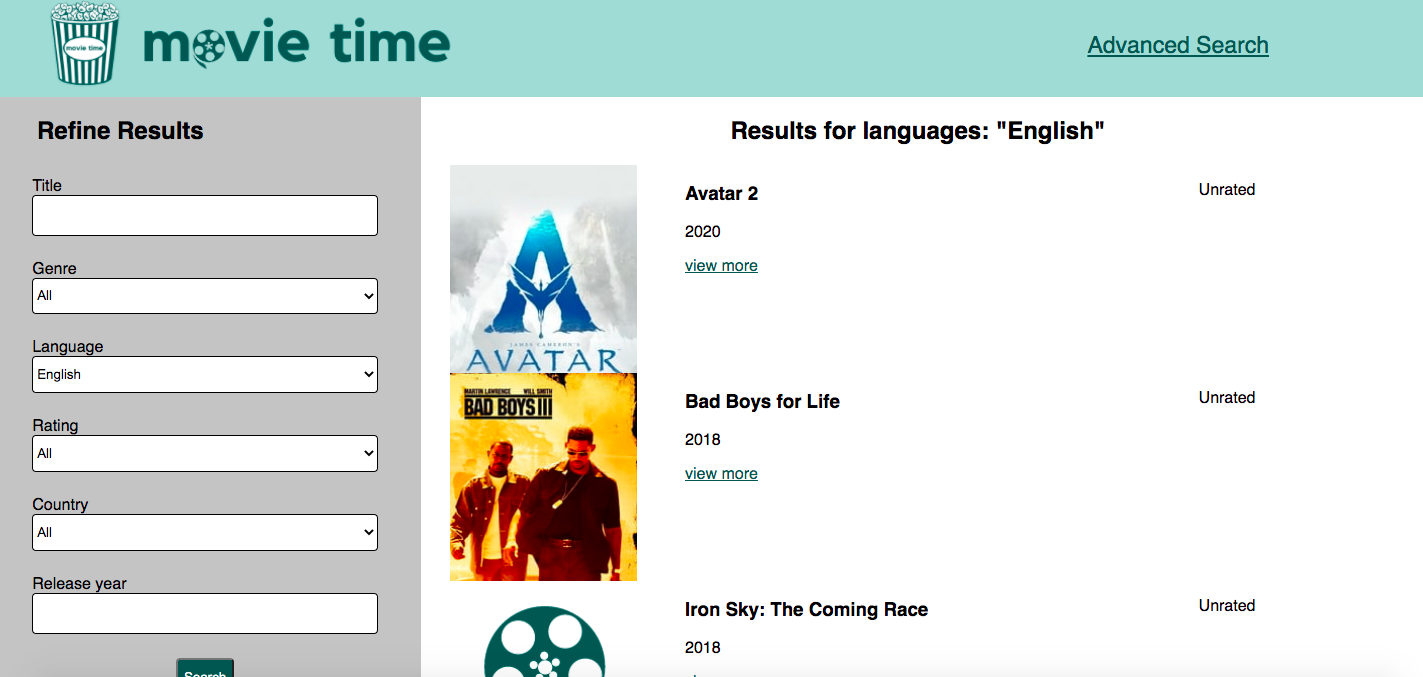 movie time
movie time
Advanced Search
Refine Results
Title
Genre
All
Language
English
Rating
All
Country
All
Release year
Search
Results for languages: "English"
JAMES CAMERON'S
AVATAR
Avatar 2
Unrated
2020
view more
MARTIN LAWRENCE WILL SMITH
BAD BOYS III
Bad Boys for Life
Unrated
2018
view more
Iron Sky: The Coming Race
Unrated
2018